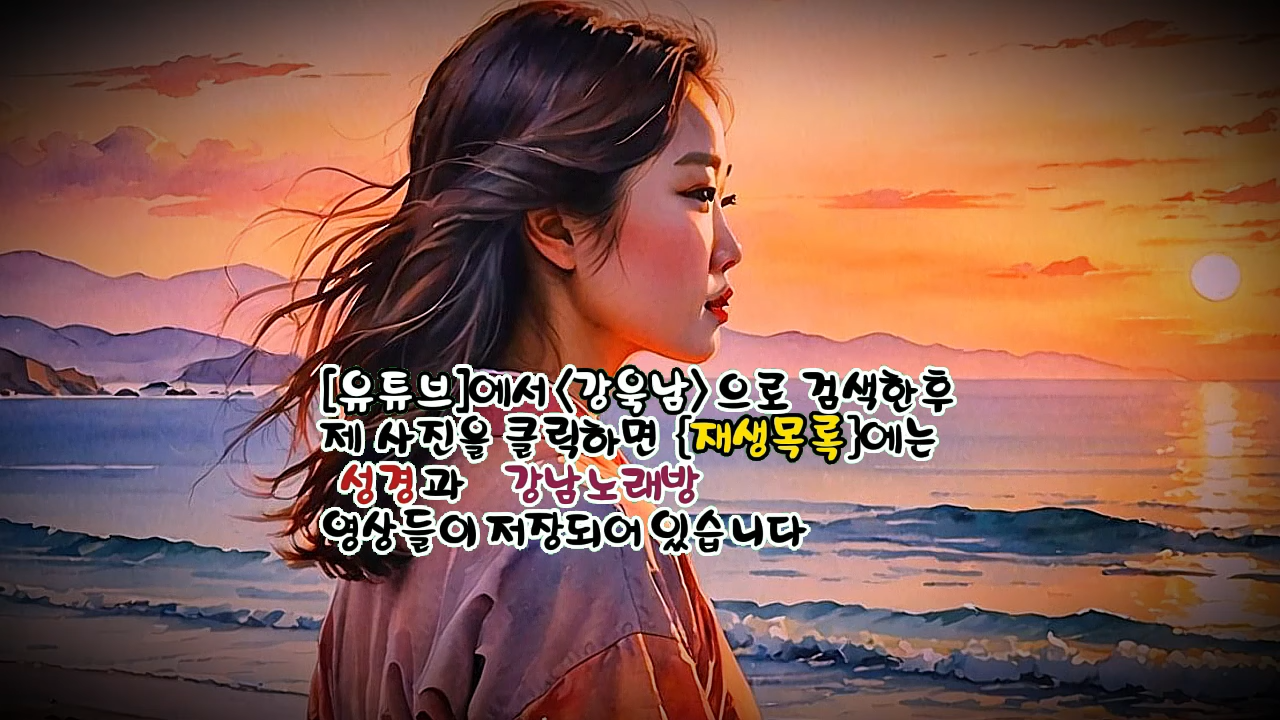 [유튜브]에서 <강욱남> 으로 검색한후
제 사진을 클릭하면 {재생목록}에는
성경과 강남노래방
영상들이 저장되어 있습니다